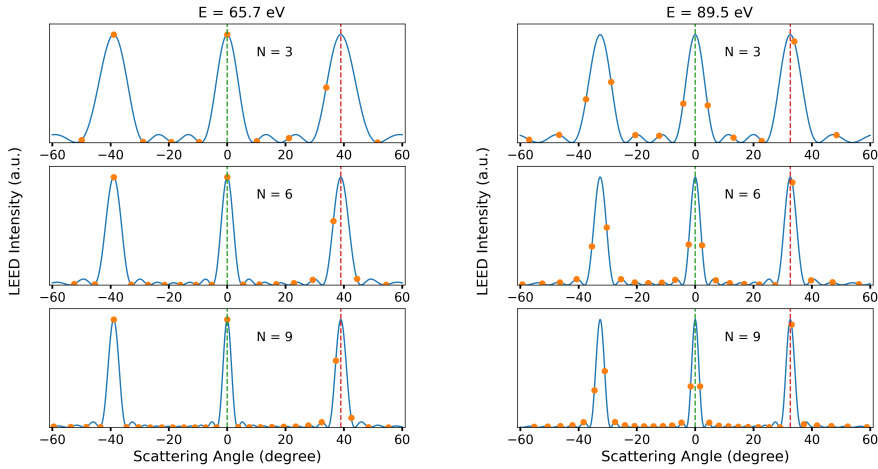 E = 65.7 eV
E = 89.5 eV
LEED Intensity (a.u.)
N = 3
−60 −40 −20 0 20 40 60
N = 6
−60 −40 −20 0 20 40 60
N = 9
−60 −40 −20 0 20 40 60
Scattering Angle (degree)
LEED Intensity (a.u.)
N = 3
−60 −40 −20 0 20 40 60
N = 6
−60 −40 −20 0 20 40 60
N = 9
−60 −40 −20 0 20 40 60
Scattering Angle (degree)